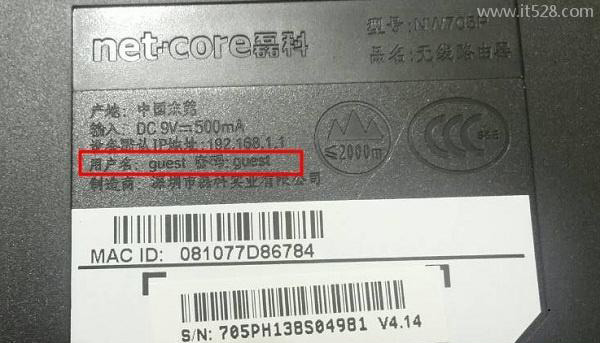 www.it528.com
net-core磊科
型号:NW705P
品名:无线路由器
产地: 中国东莞
输入: DC 9V⎓500mA
设备默认IP地址:192.168.1.1
用户名: guest 密码:guest
制造商: 深圳市磊科实业有限公司
≤2000m
CCC
S&E
MAC ID: 081077D86784
S/N: 705PH138S04981 V4.14